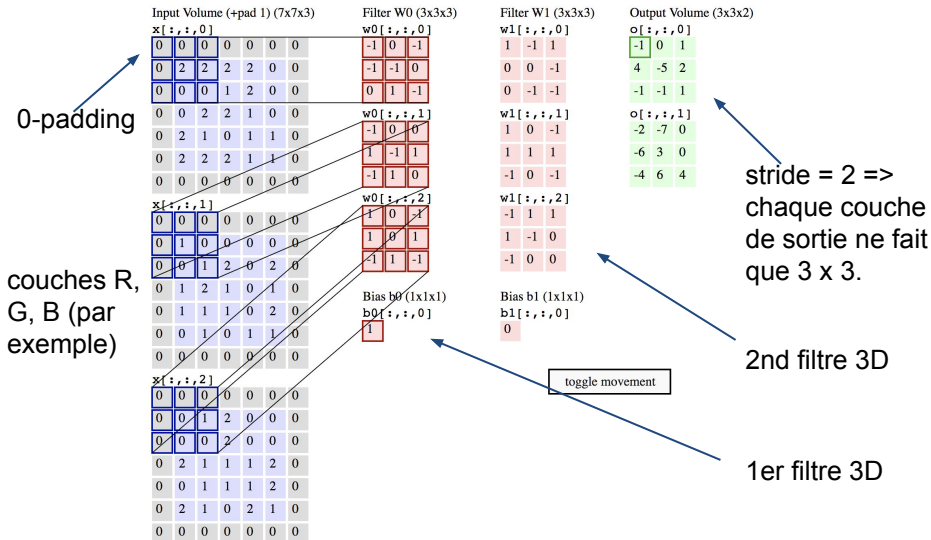 Input Volume (+pad 1) (7x7x3)
x[:,:,0]
0 0 0 0 0 0 0
0 2 2 2 2 0 0
0 0 0 1 2 0 0
0 0 2 2 1 0 0
0 2 1 0 1 1 0
0 2 2 2 1 1 0
0 0 0 0 0 0 0
x[:,:,1]
0 0 0 0 0 0 0
0 1 0 0 0 0 0
0 0 1 2 0 2 0
0 1 2 1 0 1 0
0 1 1 1 0 2 0
0 0 1 0 1 1 0
0 0 0 0 0 0 0
x[:,:,2]
0 0 0 0 0 0 0
0 0 1 2 0 0 0
0 0 0 2 0 0 0
0 2 1 1 1 2 0
0 0 1 1 1 2 0
0 2 1 0 2 1 0
0 0 0 0 0 0 0
0-padding
couches R,
G, B (par
exemple)
Filter W0 (3x3x3)
w0[:,:,0]
-1 0 -1
-1 -1 0
0 1 -1
w0[:,:,1]
-1 0 0
1 -1 1
-1 1 0
w0[:,:,2]
1 0 -1
1 0 1
-1 1 -1
Bias b0 (1x1x1)
b0[:,:,0]
1
Filter W1 (3x3x3)
w1[:,:,0]
1 -1 1
0 0 -1
0 0 -1
w1[:,:,1]
1 0 -1
1 1 1
-1 0 -1
w1[:,:,2]
-1 1 1
1 -1 0
-1 0 0
Bias b1 (1x1x1)
b1[:,:,0]
0
toggle movement
Output Volume (3x3x2)
o[:,:,0]
-1 0 1
4 -5 2
-1 -1 1
o[:,:,1]
-2 -7 0
-6 3 0
-4 6 4
stride = 2 =>
chaque couche
de sortie ne fait
que 3 x 3.
2nd filtre 3D
1er filtre 3D